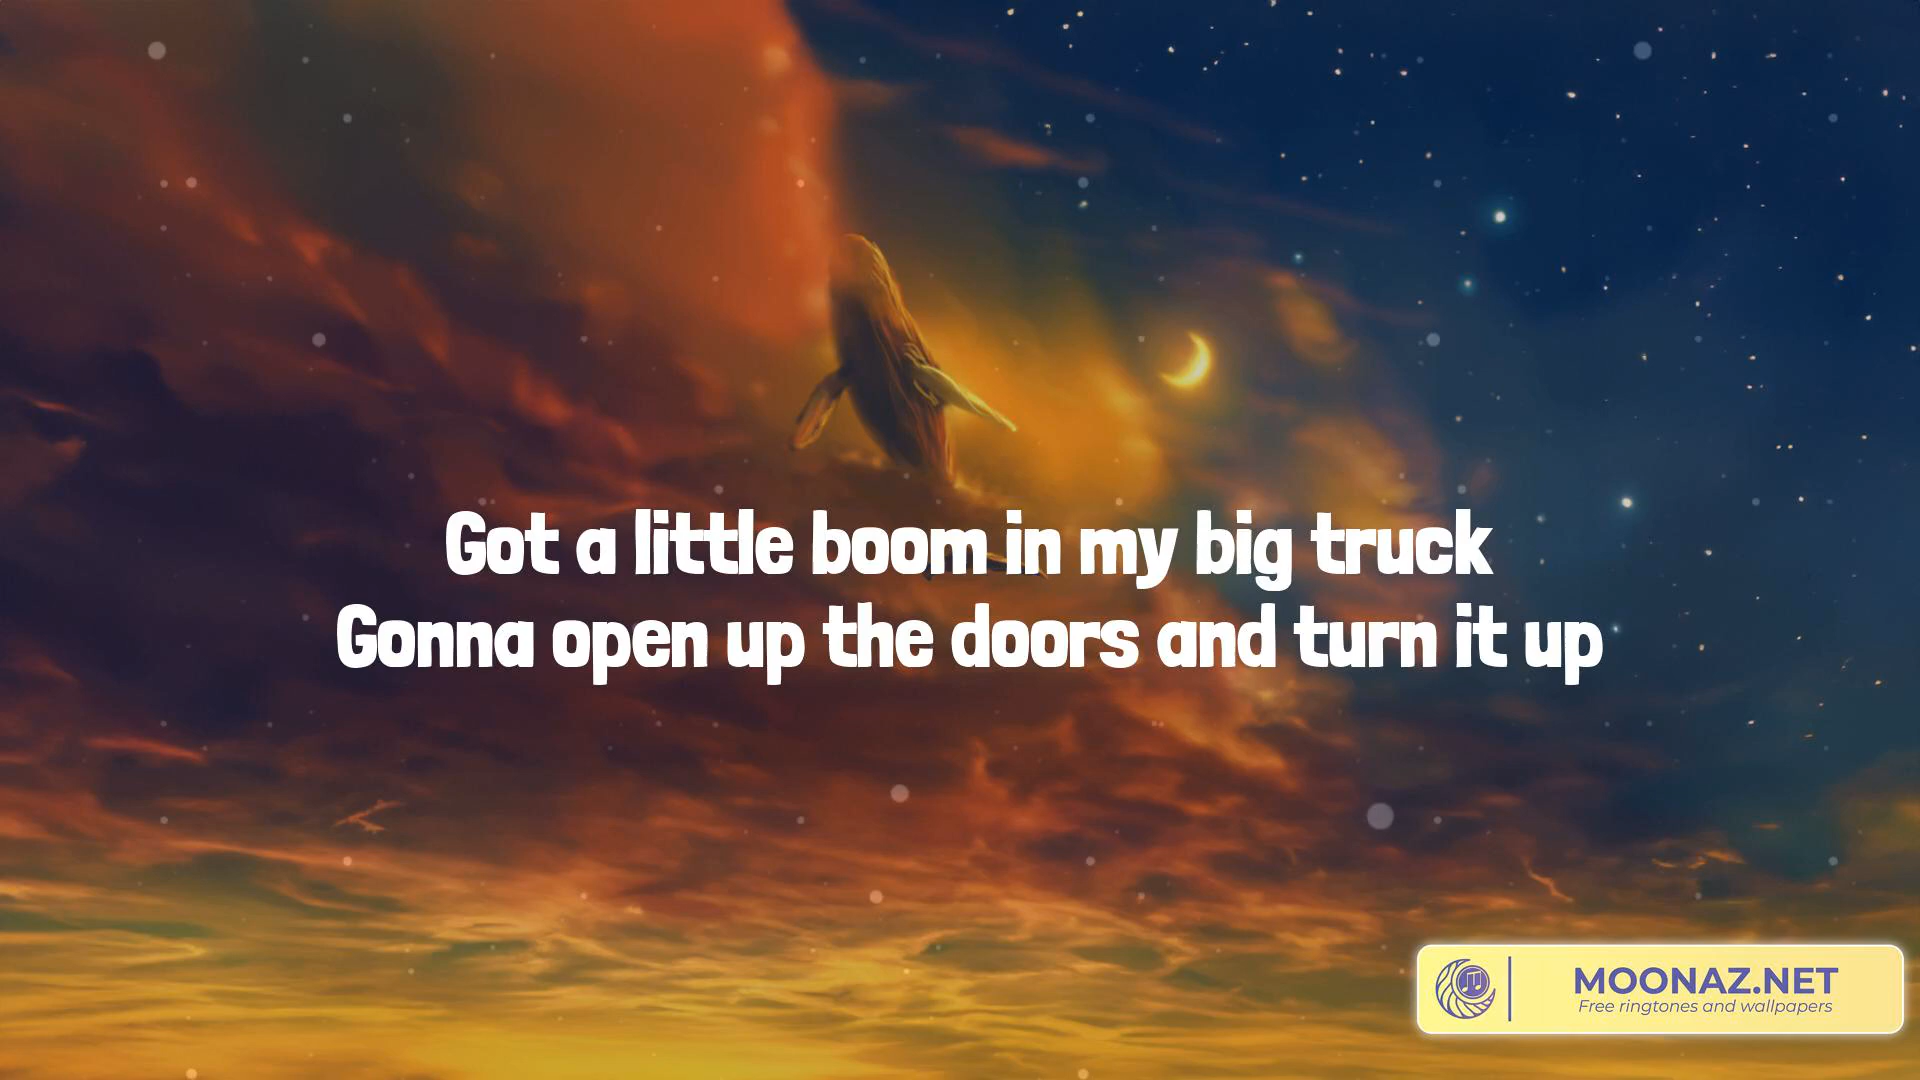 Got a little boom in my big truck
Gonna open up the doors and turn it up
MOONAZ.NET
Free ringtones and wallpapers